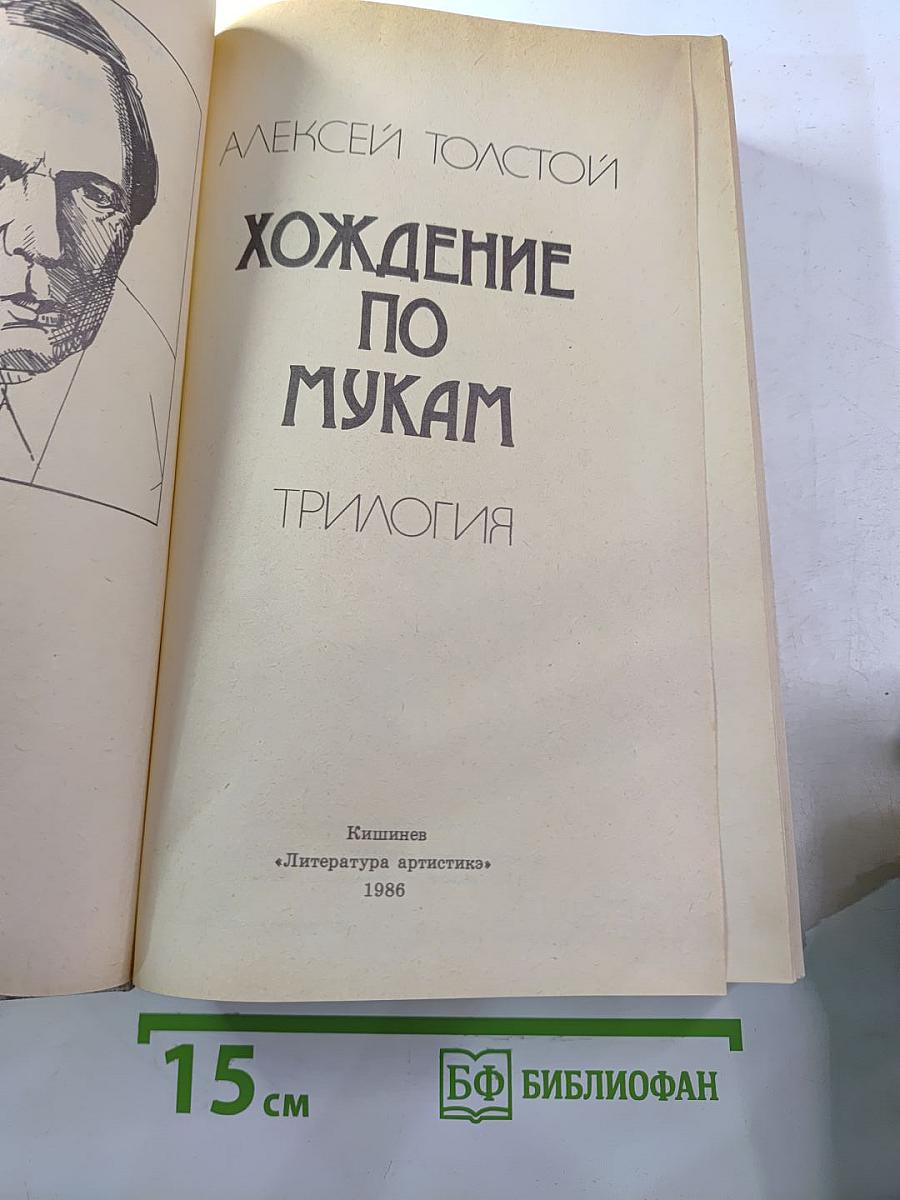 АЛЕКСЕЙ ТОЛСТОЙ
ХОЖДЕНИЕ
ПО
МУКАМ
ТРИЛОГИЯ
Кишинев
«Литература артистикэ»
1986
15 см
БФ БИБЛИОФАН